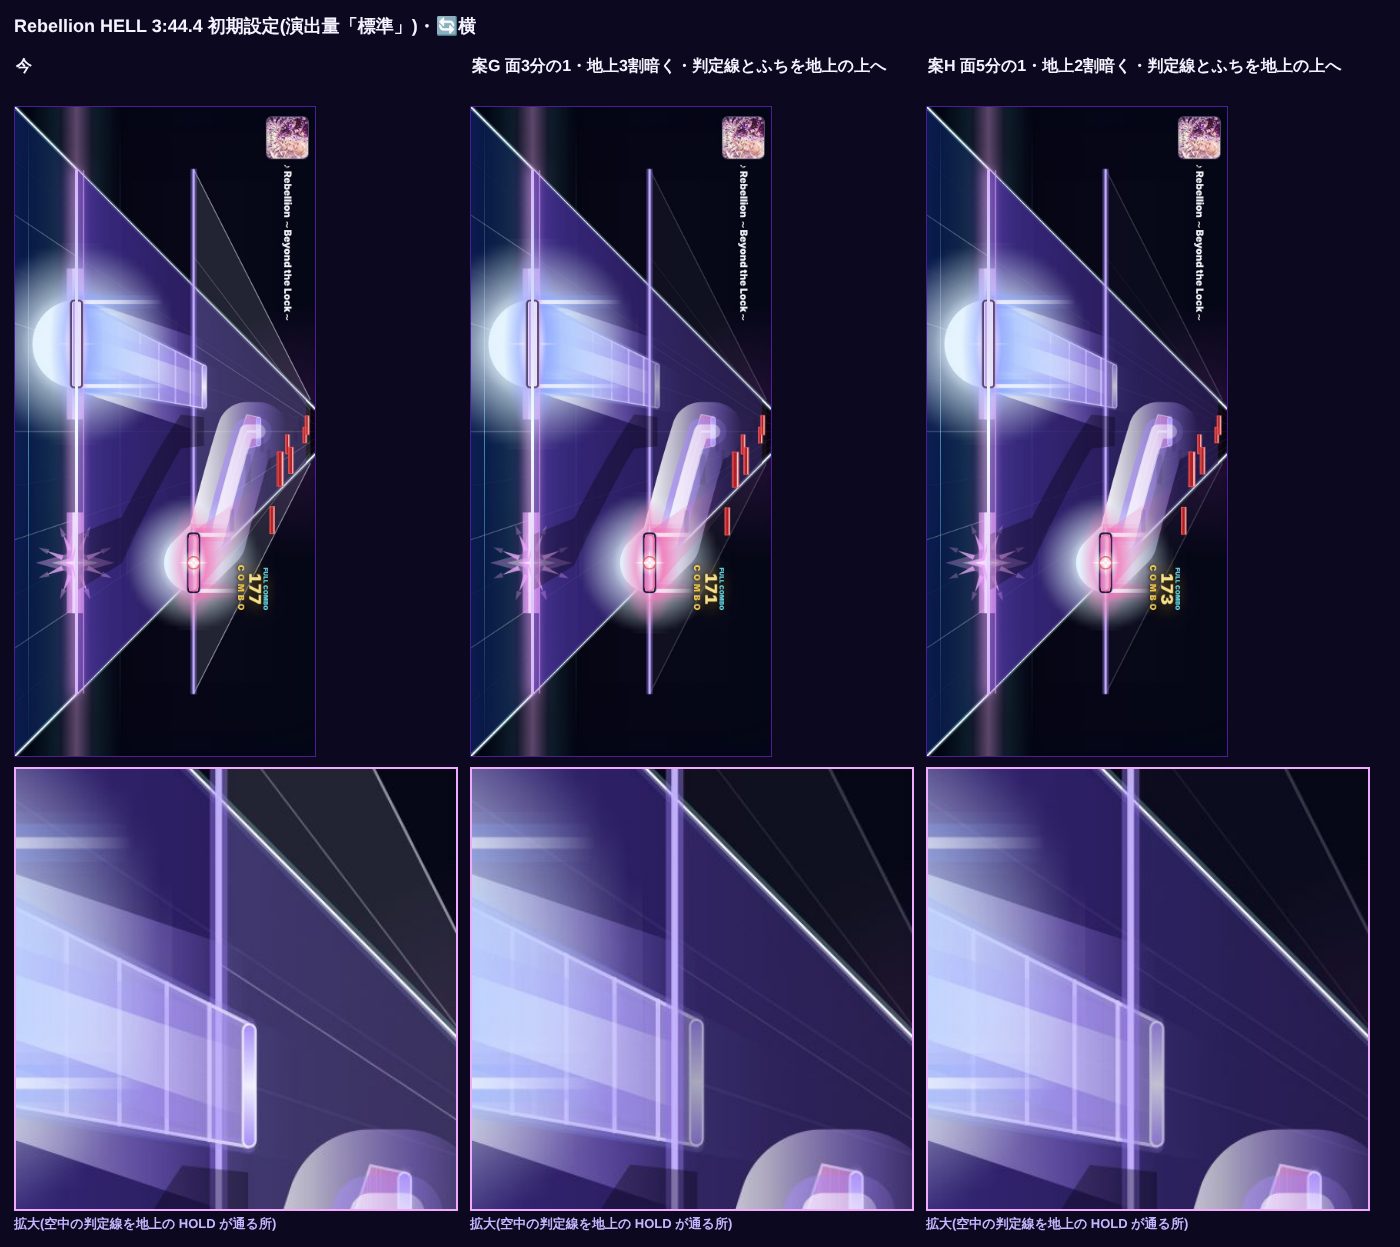 Rebellion HELL 3:44.4 初期設定(演出量「標準」)・🔄横
今
案G 面3分の1・地上3割暗く・判定線とふちを地上の上へ
案H 面5分の1・地上2割暗く・判定線とふちを地上の上へ
♪ Rebellion ~ Beyond the Lock ~
FULL COMBO
177
COMBO
♪ Rebellion ~ Beyond the Lock ~
FULL COMBO
171
COMBO
♪ Rebellion ~ Beyond the Lock ~
FULL COMBO
173
COMBO
拡大(空中の判定線を地上の HOLD が通る所)
拡大(空中の判定線を地上の HOLD が通る所)
拡大(空中の判定線を地上の HOLD が通る所)